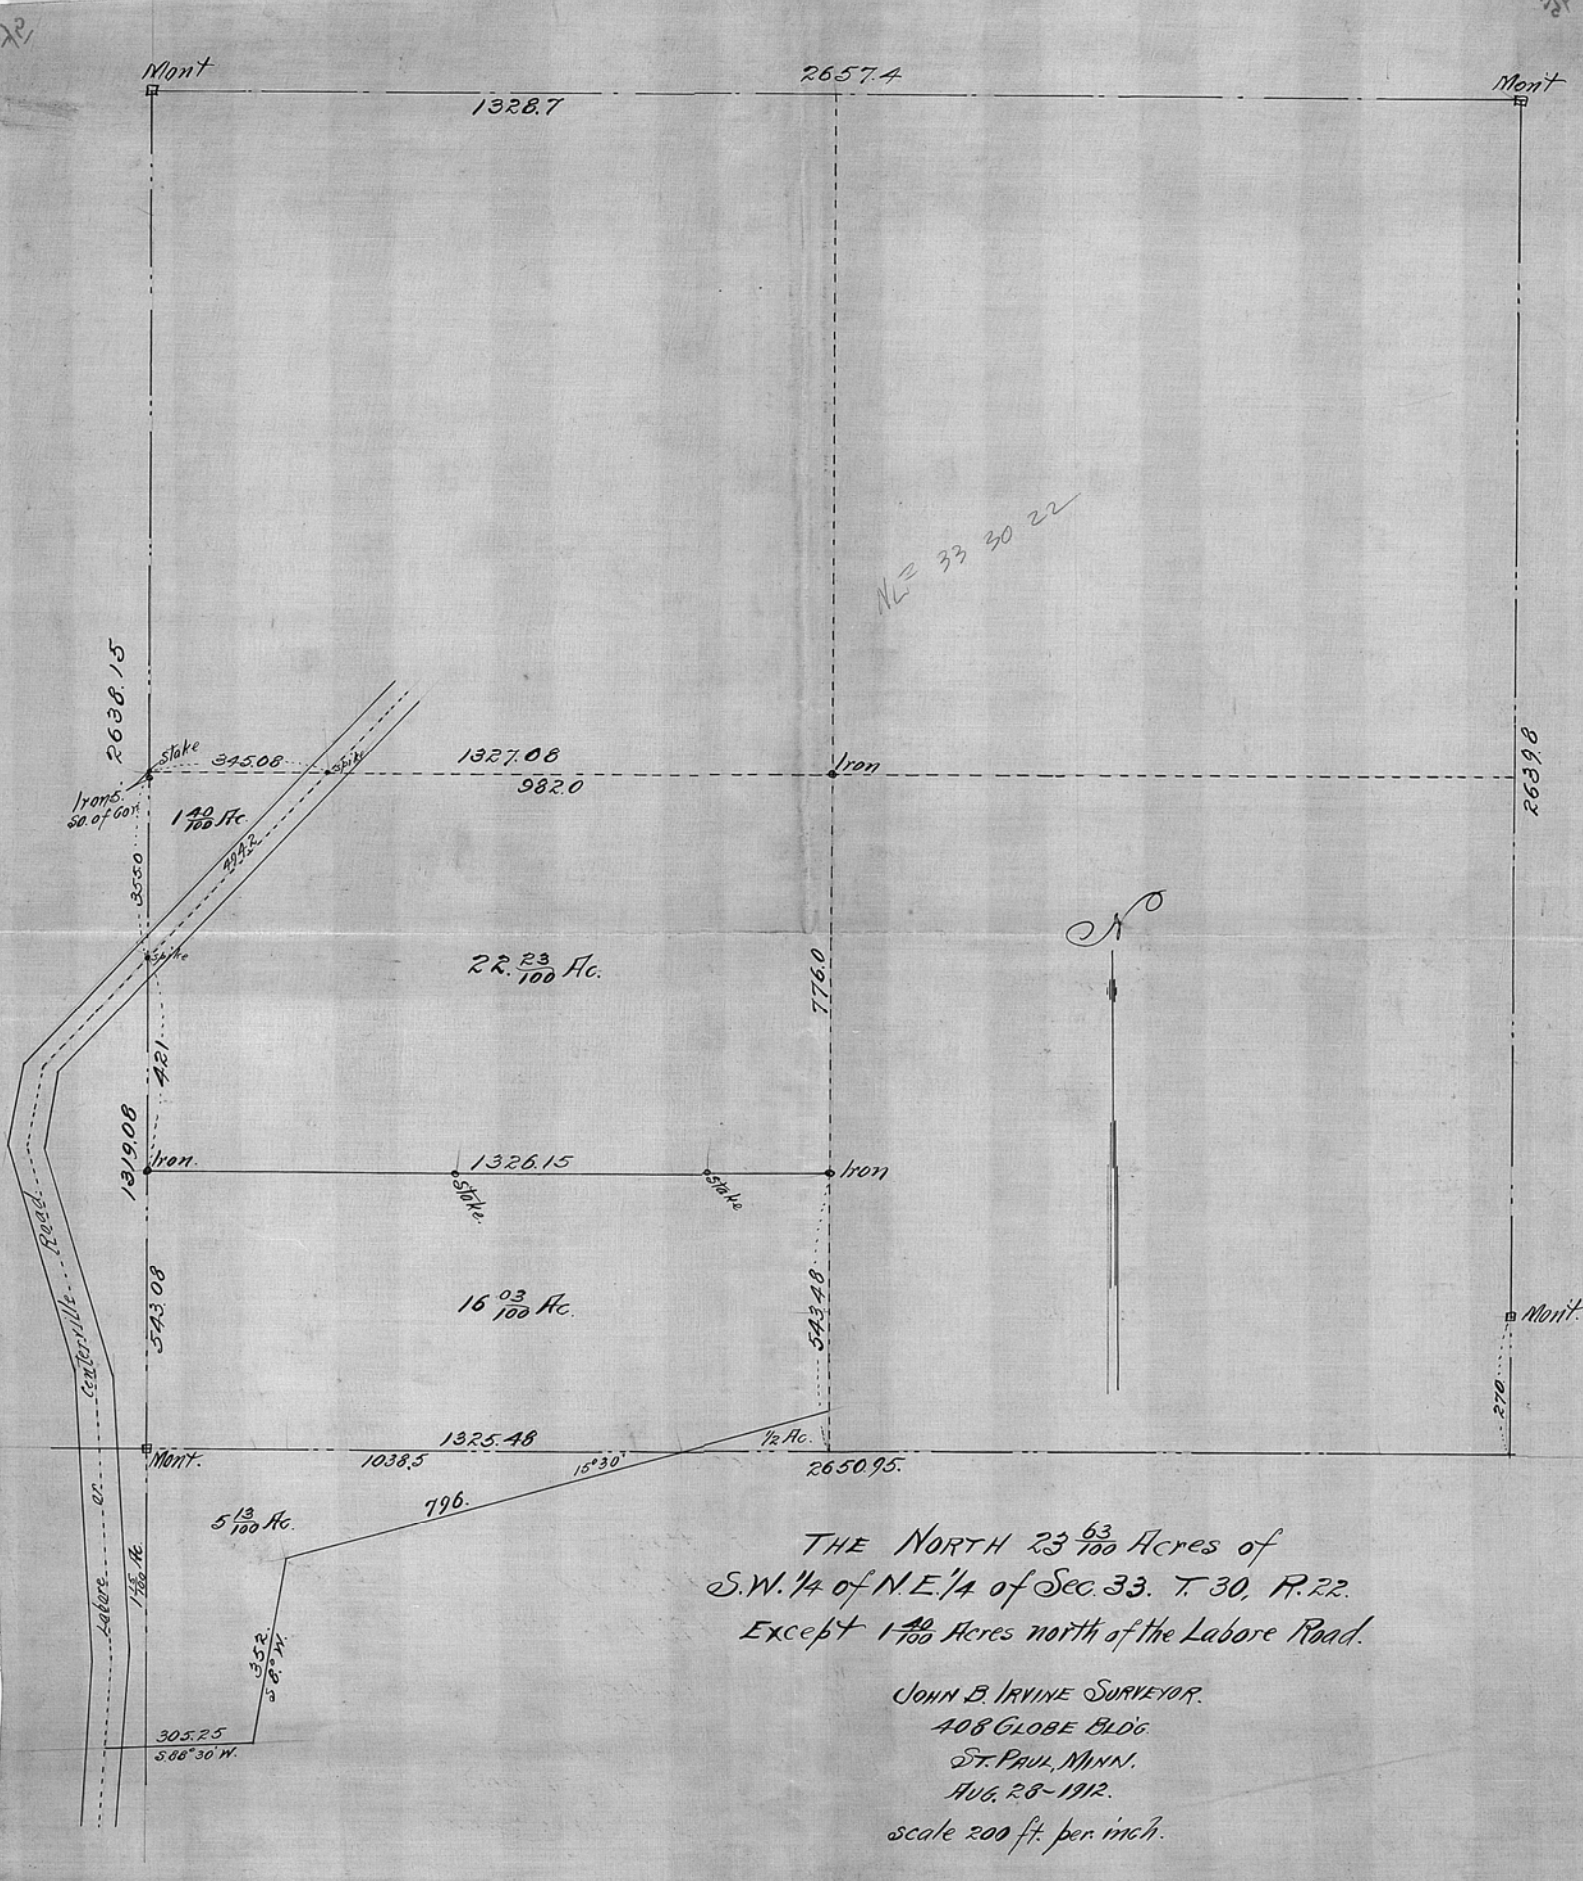 Mont
2657.4
Mont
1328.7
NE 33 30 22
2638.15
2639.8
Stake
345.08
Spike
1327.08
982.0
Iron
Irons.
So. of Cor.
1 40/100 Ac.
494.2
355.0
Spike
22. 23/100 Ac.
776.0
N
421
1319.08
Iron.
1326.15
Stake.
Stake
Iron
Road
Centerville
or
Labore
543.08
16 03/100 Ac.
543.48
Mont.
270
1325.48
Mont.
1038.5
15°30'
1/2 Ac.
2650.95.
796.
5 13/100 Ac.
352.
S 8° W.
305.25
S.88°30' W.
THE NORTH 23 63/100 Acres of
S.W. 1/4 of N.E. 1/4 of Sec. 33. T. 30, R. 22.
Except 1 40/100 Acres north of the Labore Road.
JOHN B. IRVINE SURVEYOR.
408 GLOBE BLD'G.
ST. PAUL, MINN.
AUG. 28-1912.
scale 200 ft. per. inch.